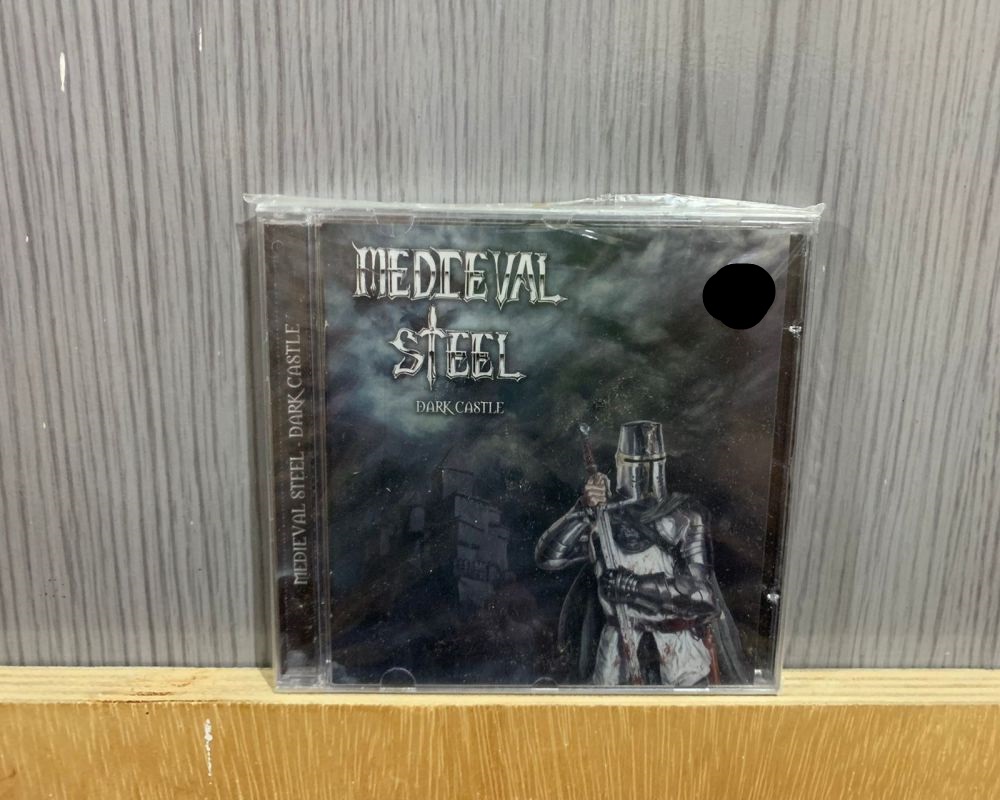 MEDIEVAL
STEEL
DARK CASTLE
MEDIEVAL STEEL . DARK CASTLE